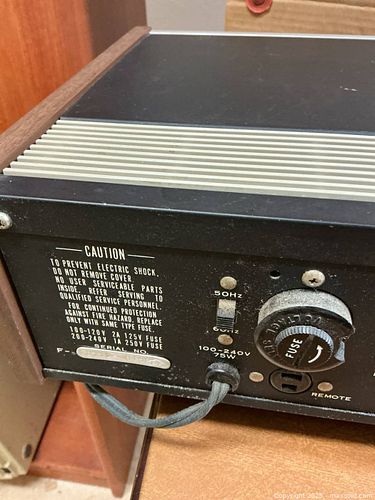 CAUTION
TO PREVENT ELECTRIC SHOCK,
DO NOT REMOVE COVER.
NO USER SERVICEABLE PARTS
INSIDE. REFER SERVING TO
QUALIFIED SERVICE PERSONNEL.
FOR CONTINUED PROTECTION
AGAINST FIRE HAZARD, REPLACE
ONLY WITH SAME TYPE FUSE.
100-120V 2A 125V FUSE
200-240V 1A 250V FUSE
SERIAL NO.
F-
50Hz
60Hz
100-240V
75W
FUSE
REMOTE